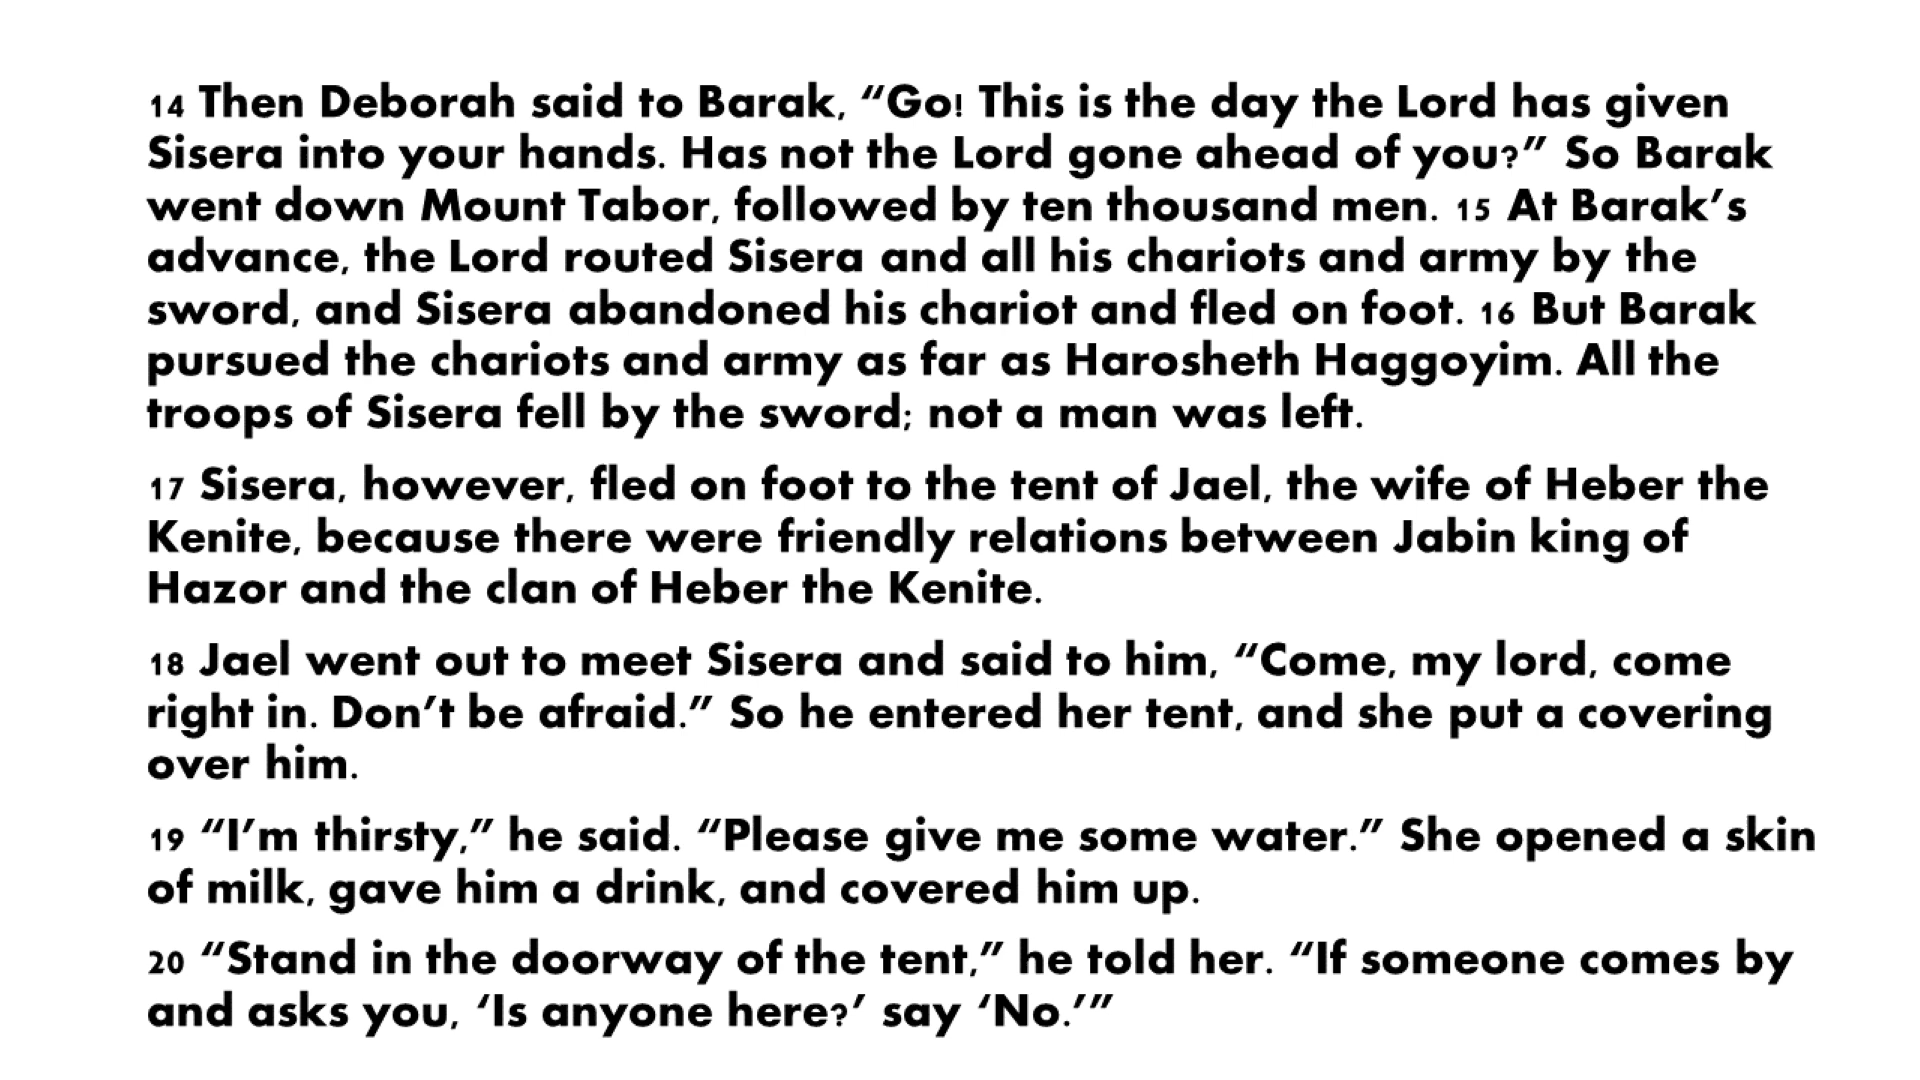 14 Then Deborah said to Barak, “Go! This is the day the Lord has given
Sisera into your hands. Has not the Lord gone ahead of you?” So Barak
went down Mount Tabor, followed by ten thousand men. 15 At Barak’s
advance, the Lord routed Sisera and all his chariots and army by the
sword, and Sisera abandoned his chariot and fled on foot. 16 But Barak
pursued the chariots and army as far as Harosheth Haggoyim. All the
troops of Sisera fell by the sword; not a man was left.
17 Sisera, however, fled on foot to the tent of Jael, the wife of Heber the
Kenite, because there were friendly relations between Jabin king of
Hazor and the clan of Heber the Kenite.
18 Jael went out to meet Sisera and said to him, “Come, my lord, come
right in. Don’t be afraid.” So he entered her tent, and she put a covering
over him.
19 “I’m thirsty,” he said. “Please give me some water.” She opened a skin
of milk, gave him a drink, and covered him up.
20 “Stand in the doorway of the tent,” he told her. “If someone comes by
and asks you, ‘Is anyone here?’ say ‘No.’”